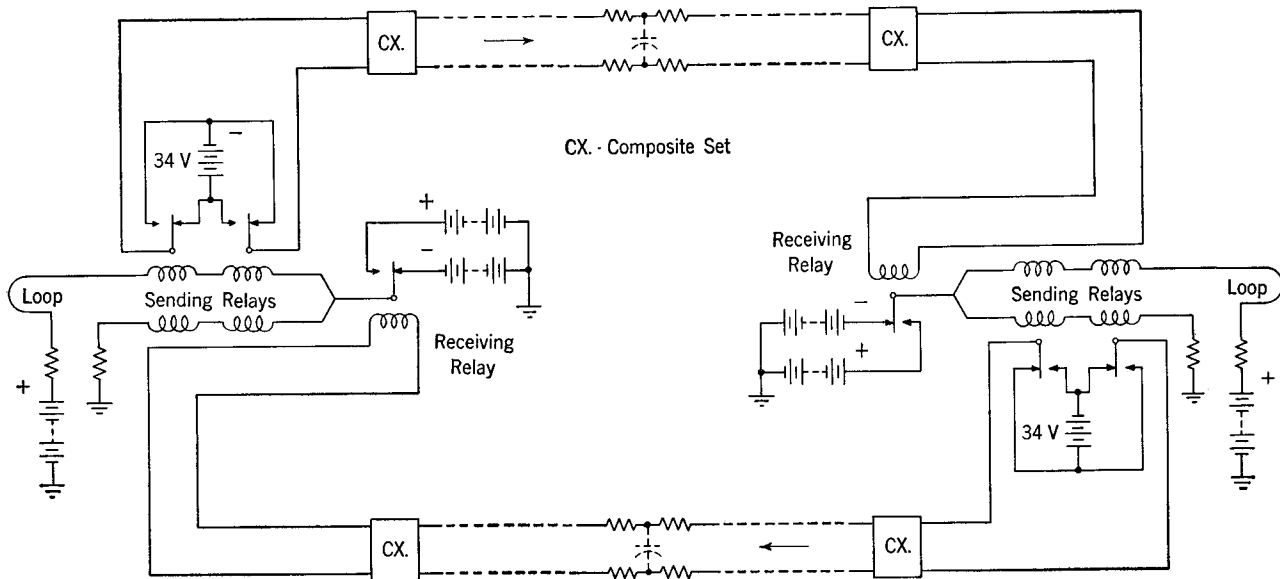 CX.
CX.
CX. - Composite Set
34 V
−
+
−
Receiving
Relay
Loop
Sending Relays
+
Receiving
Relay
−
+
Sending Relays
Loop
+
34 V
CX.
CX.